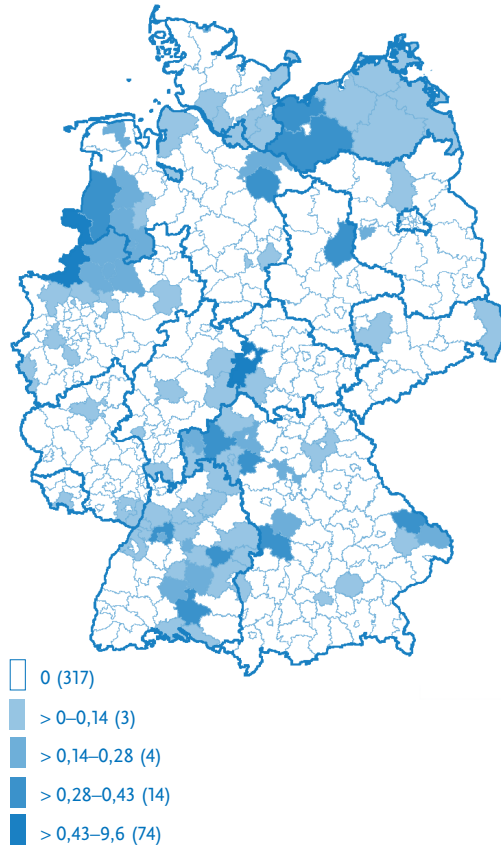 0 (317)
> 0–0,14 (3)
> 0,14–0,28 (4)
> 0,28–0,43 (14)
> 0,43–9,6 (74)